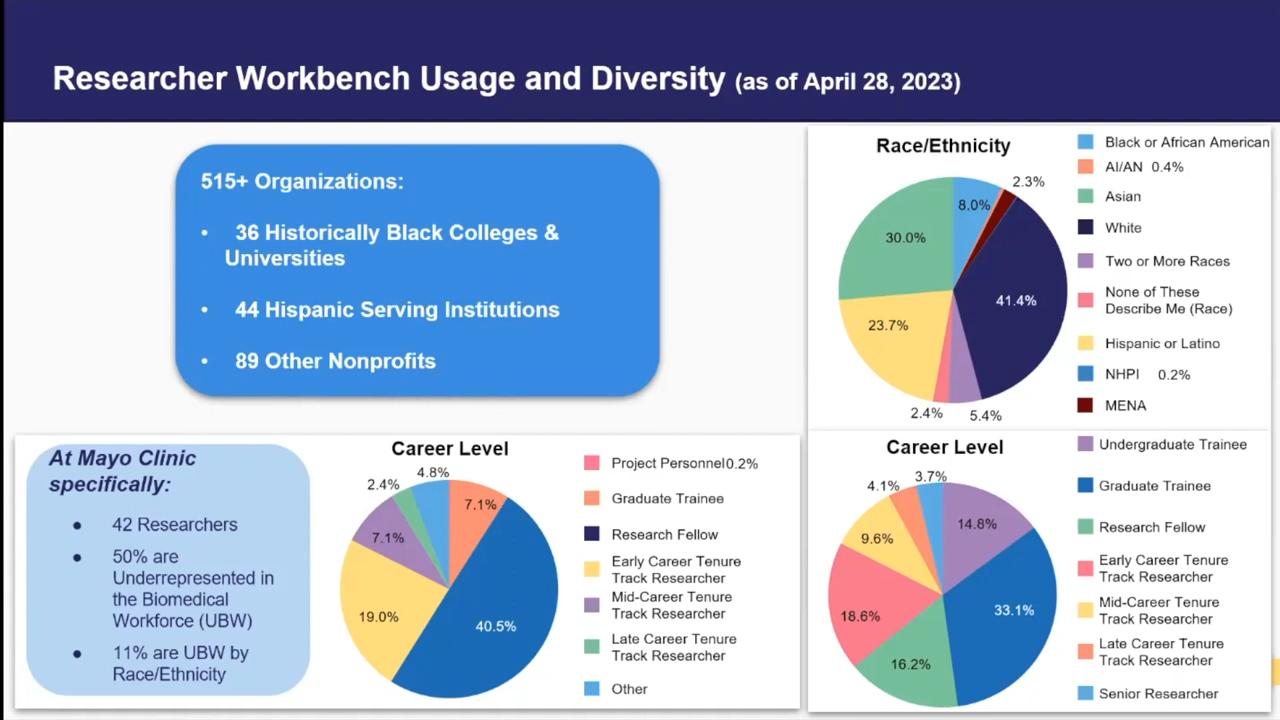 Researcher Workbench Usage and Diversity (as of April 28, 2023)
515+ Organizations:
• 36 Historically Black Colleges &
Universities
• 44 Hispanic Serving Institutions
• 89 Other Nonprofits
Race/Ethnicity
2.3%
8.0%
30.0%
41.4%
23.7%
2.4%
5.4%
Black or African American
AI/AN 0.4%
Asian
White
Two or More Races
None of These
Describe Me (Race)
Hispanic or Latino
NHPI 0.2%
MENA
At Mayo Clinic
specifically:
• 42 Researchers
• 50% are
Underrepresented in
the Biomedical
Workforce (UBW)
• 11% are UBW by
Race/Ethnicity
Career Level
4.8%
2.4%
7.1%
7.1%
19.0%
40.5%
Project Personnel0.2%
Graduate Trainee
Research Fellow
Early Career Tenure
Track Researcher
Mid-Career Tenure
Track Researcher
Late Career Tenure
Track Researcher
Other
Career Level
3.7%
4.1%
14.8%
9.6%
33.1%
18.6%
16.2%
Undergraduate Trainee
Graduate Trainee
Research Fellow
Early Career Tenure
Track Researcher
Mid-Career Tenure
Track Researcher
Late Career Tenure
Track Researcher
Senior Researcher